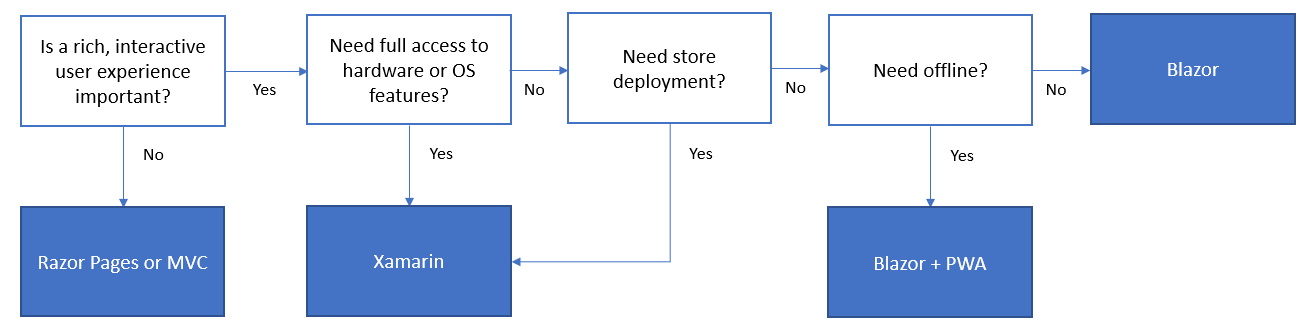 Is a rich, interactive
user experience
important?
Yes
Need full access to
hardware or OS
features?
No
Need store
deployment?
No
Need offline?
No
Blazor
No
Yes
Yes
Yes
Razor Pages or MVC
Xamarin
Blazor + PWA